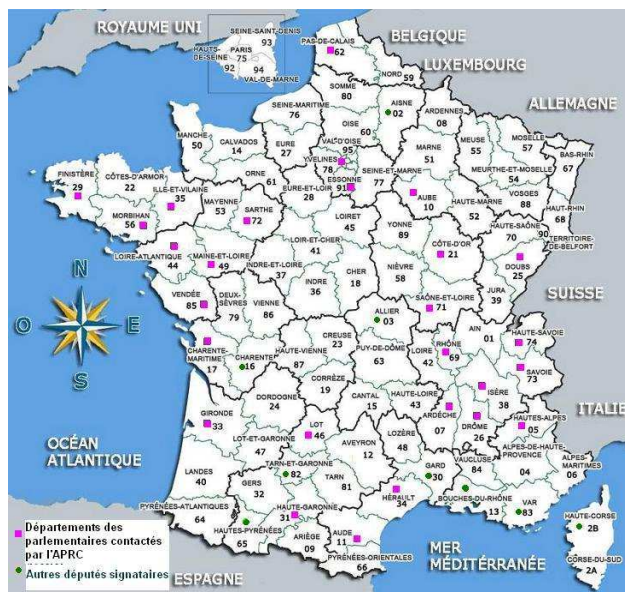 ROYAUME UNI
SEINE-SAINT-DENIS
93
HAUTS-
DE-SEINE
92
PARIS
75
94
VAL-DE-MARNE
PAS-DE-CALAIS
62
BELGIQUE
LUXEMBOURG
NORD 59
ALLEMAGNE
SOMME
80
AISNE
02
ARDENNES
08
SEINE-MARITIME
76
OISE
60
MANCHE
50
CALVADOS
14
EURE
27
VAL-D'OISE
95
YVELINES
78
ESSONNE
91
SEINE-ET-MARNE
77
MARNE
51
MEUSE
55
MOSELLE
57
BAS-RHIN
67
MEURTHE-ET-MOSELLE
54
VOSGES
88
HAUT-RHIN
68
FINISTÈRE
29
CÔTES-D'ARMOR
22
ILLE-ET-VILAINE
35
MORBIHAN
56
ORNE
61
MAYENNE
53
SARTHE
72
EURE-ET-LOIR
28
LOIRET
45
AUBE
10
HAUTE-MARNE
52
HAUTE-SAÔNE
70
90
TERRITOIRE-
DE-BELFORT
LOIRE-ATLANTIQUE
44
MAINE-ET-LOIRE
49
INDRE-ET-LOIRE
37
LOIR-ET-CHER
41
YONNE
89
CÔTE-D'OR
21
DOUBS
25
NIÈVRE
58
CHER
18
INDRE
36
JURA
39
SUISSE
VENDÉE
85
DEUX-
SÈVRES
79
VIENNE
86
SAÔNE-ET-LOIRE
71
ALLIER
03
N
O
E
S
CHARENTE-
MARITIME
17
CHARENTE
16
HAUTE-VIENNE
87
CREUSE
23
PUY-DE-DÔME
63
LOIRE
42
RHÔNE
69
AIN
01
HAUTE-SAVOIE
74
SAVOIE
73
CORRÈZE
19
CANTAL
15
HAUTE-LOIRE
43
ISÈRE
38
ITALIE
DORDOGNE
24
GIRONDE
33
LOT
46
ARDÈCHE
07
DRÔME
26
HAUTES-ALPES
05
OCÉAN
ATLANTIQUE
LOT-ET-GARONNE
47
AVEYRON
12
LOZÈRE
48
GARD
30
VAUCLUSE
84
ALPES-DE-HAUTE-
PROVENCE
04
ALPES-
MARITIMES
06
LANDES
40
TARN-ET-GARONNE
82
TARN
81
GERS
32
HÉRAULT
34
BOUCHES-DU-RHÔNE
13
VAR
83
PYRÉNÉES-ATLANTIQUES
64
HAUTES-PYRÉNÉES
65
HAUTE-GARONNE
31
ARIÈGE
09
AUDE
11
PYRÉNÉES-ORIENTALES
66
HAUTE-CORSE
2B
CORSE-DU-SUD
2A
MER
MÉDITÉRRANÉE
ESPAGNE
Départements des
parlementaires contactés
par l'APRC
Autres députés signataires